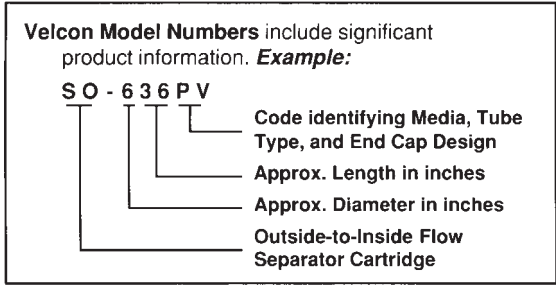 Velcon Model Numbers include significant
product information. Example:
SO-636PV
Code identifying Media, Tube
Type, and End Cap Design
Approx. Length in inches
Approx. Diameter in inches
Outside-to-Inside Flow
Separator Cartridge